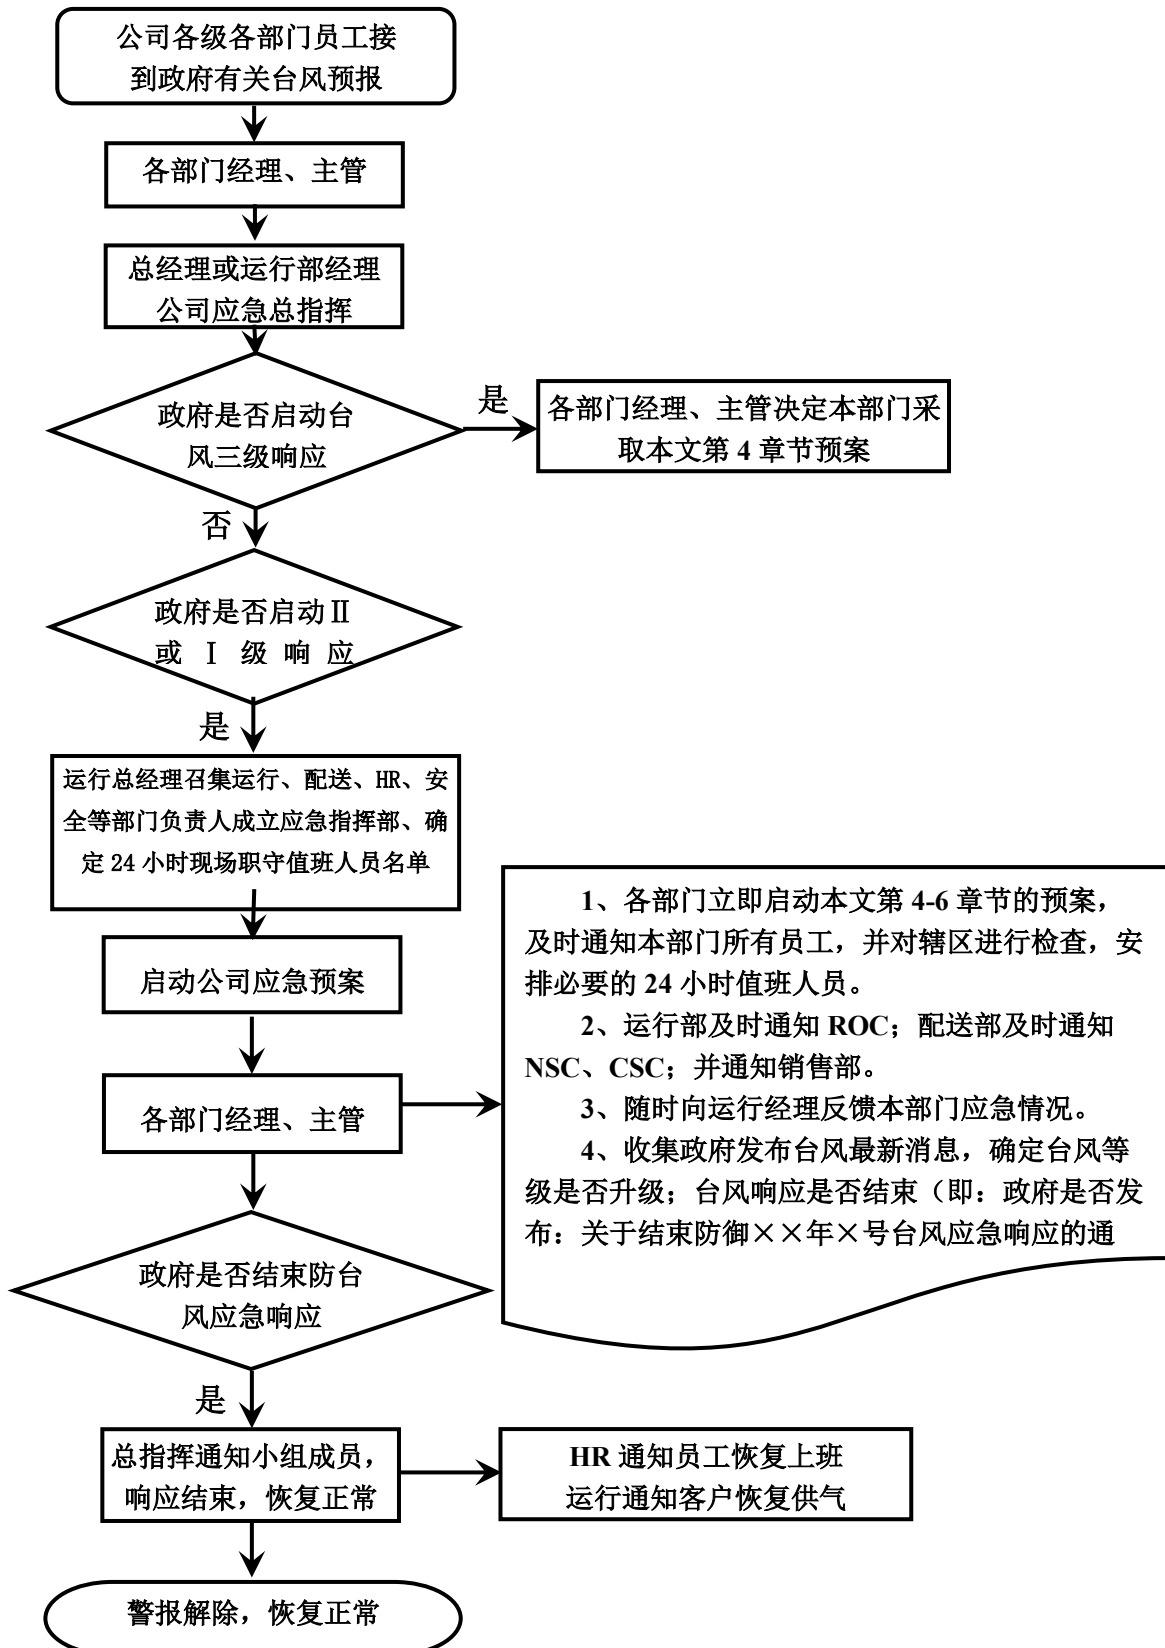 公司各级各部门员工接
到政府有关台风预报
各部门经理、主管
总经理或运行部经理
公司应急总指挥
政府是否启动台
风三级响应
是
各部门经理、主管决定本部门采
取本文第 4 章节预案
否
政府是否启动Ⅱ
或 Ⅰ 级 响 应
是
运行总经理召集运行、配送、HR、安
全等部门负责人成立应急指挥部、确
定 24 小时现场职守值班人员名单
启动公司应急预案
各部门经理、主管
1、各部门立即启动本文第 4-6 章节的预案，
及时通知本部门所有员工，并对辖区进行检查，安
排必要的 24 小时值班人员。
2、运行部及时通知 ROC；配送部及时通知
NSC、CSC；并通知销售部。
3、随时向运行经理反馈本部门应急情况。
4、收集政府发布台风最新消息，确定台风等
级是否升级；台风响应是否结束（即：政府是否发
布：关于结束防御××年×号台风应急响应的通
政府是否结束防台
风应急响应
是
总指挥通知小组成员，
响应结束，恢复正常
HR 通知员工恢复上班
运行通知客户恢复供气
警报解除，恢复正常